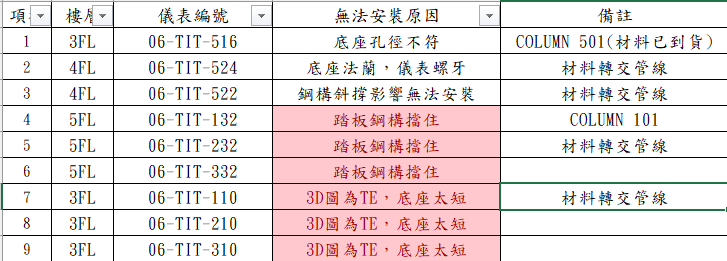 項 樓 儀表編號 無法安裝原因 備註
1 3FL 06-TIT-516 底座孔徑不符 COLUMN 501(材料已到貨)
2 4FL 06-TIT-524 底座法蘭，儀表螺牙 材料轉交管線
3 4FL 06-TIT-522 鋼構斜撐影響無法安裝 材料轉交管線
4 5FL 06-TIT-132 踏板鋼構擋住 COLUMN 101
5 5FL 06-TIT-232 踏板鋼構擋住 材料轉交管線
6 5FL 06-TIT-332 踏板鋼構擋住
7 3FL 06-TIT-110 3D圖為TE，底座太短 材料轉交管線
8 3FL 06-TIT-210 3D圖為TE，底座太短
9 3FL 06-TIT-310 3D圖為TE，底座太短